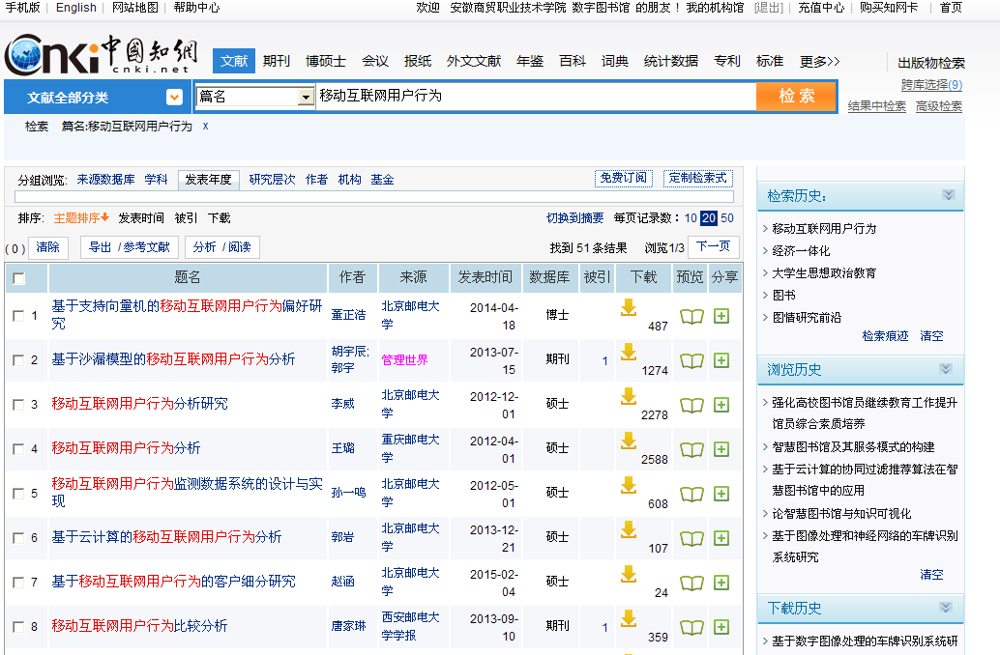 手机版 | English | 网站地图 | 帮助中心
欢迎 安徽商贸职业技术学院 数字图书馆 的朋友！ 我的机构馆 [退出] | 充值中心 | 购买知网卡 | 首页
Cnki中國知網
cnki.net
文献 期刊 博硕士 会议 报纸 外文文献 年鉴 百科 词典 统计数据 专利 标准 更多>>
出版物检索
文献全部分类 篇名 移动互联网用户行为 检索
跨库选择(9)
结果中检索 高级检索
检索 篇名:移动互联网用户行为 x
分组浏览: 来源数据库 学科 发表年度 研究层次 作者 机构 基金 免费订阅 定制检索式
排序: 主题排序 发表时间 被引 下载 切换到摘要 每页记录数: 10 20 50
(0) 清除 导出 /参考文献 分析 /阅读 找到 51 条结果 浏览1/3 下一页
题名 作者 来源 发表时间 数据库 被引 下载 预览 分享
1 基于支持向量机的移动互联网用户行为偏好研究 董正浩 北京邮电大学 2014-04-18 博士 487
2 基于沙漏模型的移动互联网用户行为分析 胡宇辰; 郭宇 管理世界 2013-07-15 期刊 1 1274
3 移动互联网用户行为分析研究 李威 北京邮电大学 2012-12-01 硕士 2278
4 移动互联网用户行为分析 王璐 重庆邮电大学 2012-04-01 硕士 2588
5 移动互联网用户行为监测数据系统的设计与实现 孙一鸣 北京邮电大学 2012-05-01 硕士 608
6 基于云计算的移动互联网用户行为分析 郭岩 北京邮电大学 2013-12-21 硕士 107
7 基于移动互联网用户行为的客户细分研究 赵涵 北京邮电大学 2015-02-04 硕士 24
8 移动互联网用户行为比较分析 唐家琳 西安邮电大学学报 2013-09-10 期刊 1 359
检索历史:
移动互联网用户行为
经济一体化
大学生思想政治教育
图书
图情研究前沿
检索痕迹 清空
浏览历史
强化高校图书馆员继续教育工作提升
馆员综合素质培养
智慧图书馆及其服务模式的构建
基于云计算的协同过滤推荐算法在智
慧图书馆中的应用
论智慧图书馆与知识可视化
基于图像处理和神经网络的车牌识别
系统研究
清空
下载历史
基于数字图像处理的车牌识别系统研